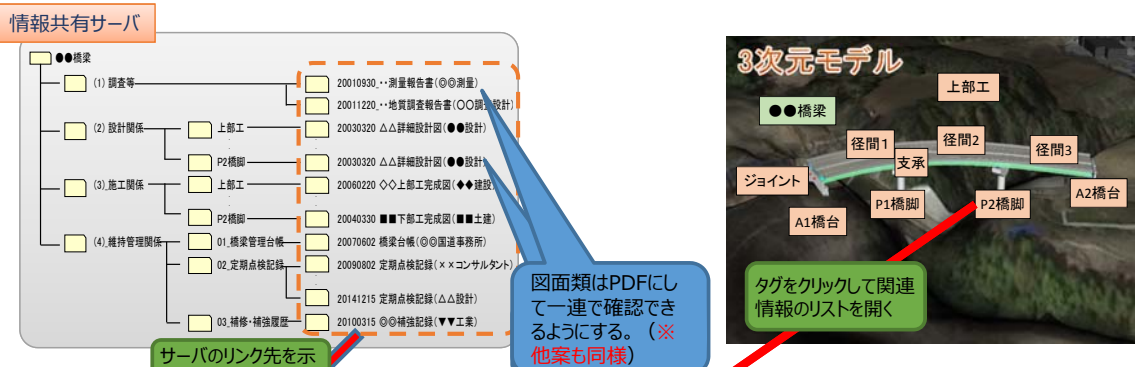 情報共有サーバ
●●橋梁
(1) 調査等
20010930_・・測量報告書(◎◎測量)
20011220_・・地質調査報告書(〇〇調査設計)
(2) 設計関係
上部工
20030320 △△詳細設計図(●●設計)
P2橋脚
20030320 △△詳細設計図(●●設計)
(3)_施工関係
上部工
20060220 ◇◇上部工完成図(◆◆建設)
P2橋脚
20040330 ■■下部工完成図(■■土建)
(4)_維持管理関係
01_橋梁管理台帳
20070602 橋梁台帳(◎◎国道事務所)
02_定期点検記録
20090802 定期点検記録(××コンサルタント)
20141215 定期点検記録(△△設計)
03_補修・補強履歴
20100315 ◎◎補強記録(▼▼工業)
サーバのリンク先を示
図面類はPDFにし
て一連で確認でき
るようにする。（※
他案も同様）
3次元モデル
●●橋梁
上部工
径間1
径間2
径間3
支承
ジョイント
P1橋脚
P2橋脚
A2橋台
A1橋台
タグをクリックして関連
情報のリストを開く